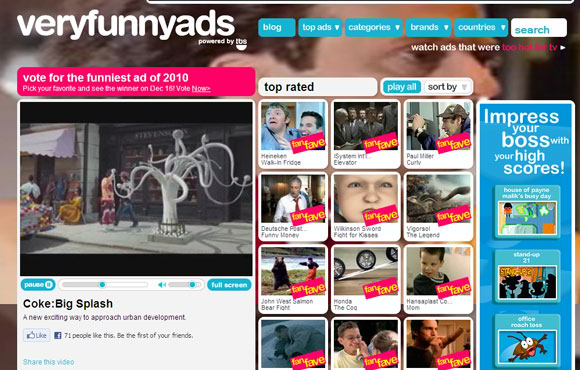 veryfunnyads
powered by tbs
blog
top ads
categories
brands
countries
search
watch ads that were too hot for tv
vote for the funniest ad of 2010
Pick your favorite and see the winner on Dec 16! Vote Now>
top rated
play all
sort by
STEVENS
pause
full screen
Coke:Big Splash
A new exciting way to approach urban development.
Like
71 people like this. Be the first of your friends.
Share this video
fan fave
Heineken
Walk-in Fridge
fan fave
ISystem Intl...
Elevator
fan fave
Paul Miller
Curly
fan fave
Deutsche Post...
Funny Money
fan fave
Wilkinson Sword
Fight for Kisses
fan fave
Vigorsol
The Legend
fan fave
John West Salmon
Bear Fight
fan fave
Honda
The Cog
fan fave
Hansaplast Co...
Mom
fan fave
fan fave
fan fave
Impress
your
boss with
your high
scores!
house of payne
malik's busy day
stand-up
21
office
roach toss